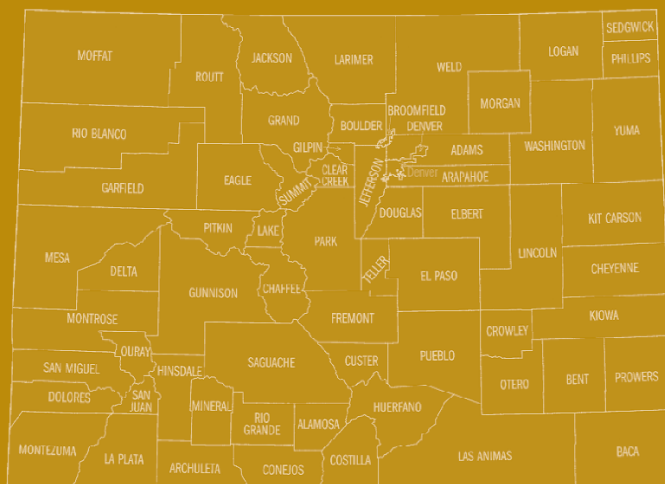 SEDGWICK
JACKSON
LARIMER
LOGAN
MOFFAT
PHILLIPS
ROUTT
WELD
MORGAN
GRAND
BROOMFIELD
BOULDER
DENVER
RIO BLANCO
YUMA
GILPIN
ADAMS
WASHINGTON
CLEAR
CREEK
JEFFERSON
Denver
ARAPAHOE
EAGLE
SUMMIT
GARFIELD
DOUGLAS
ELBERT
KIT CARSON
PITKIN
LAKE
PARK
LINCOLN
MESA
DELTA
TELLER
EL PASO
CHEYENNE
GUNNISON
CHAFFEE
MONTROSE
FREMONT
KIOWA
CROWLEY
OURAY
SAGUACHE
CUSTER
PUEBLO
SAN MIGUEL
HINSDALE
OTERO
BENT
PROWERS
DOLORES
SAN
JUAN
MINERAL
RIO
GRANDE
ALAMOSA
HUERFANO
MONTEZUMA
LA PLATA
ARCHULETA
CONEJOS
COSTILLA
LAS ANIMAS
BACA